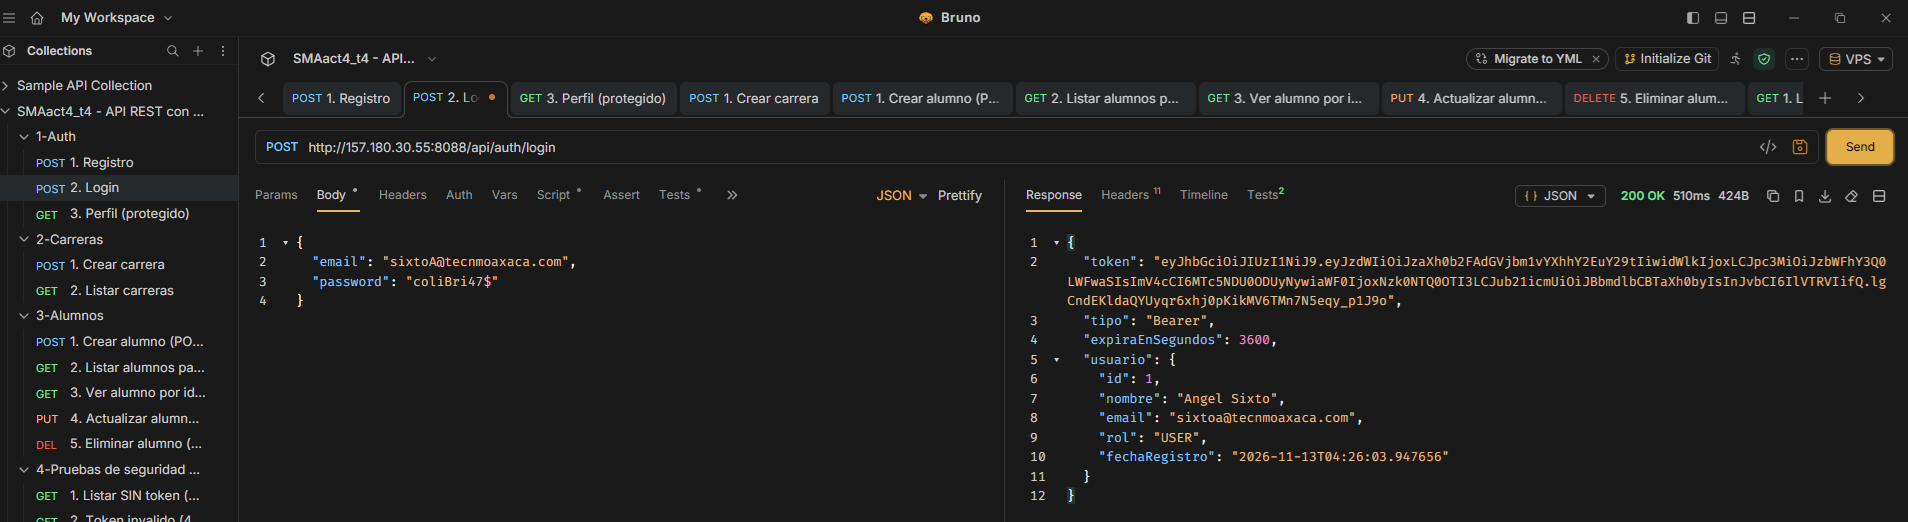 My Workspace
Bruno
Collections
SMAact4_t4 - API...
Migrate to YML
Initialize Git
VPS
Sample API Collection
SMAact4_t4 - API REST con ...
1-Auth
POST 1. Registro
POST 2. Login
GET 3. Perfil (protegido)
2-Carreras
POST 1. Crear carrera
GET 2. Listar carreras
3-Alumnos
POST 1. Crear alumno (PO...
GET 2. Listar alumnos pa...
GET 3. Ver alumno por id...
PUT 4. Actualizar alumn...
DEL 5. Eliminar alumno (...
4-Pruebas de seguridad ...
GET 1. Listar SIN token (...
GET 2. Token invalido (4
POST 1. Registro
POST 2. Lo
GET 3. Perfil (protegido)
POST 1. Crear carrera
POST 1. Crear alumno (P...
GET 2. Listar alumnos p...
GET 3. Ver alumno por i...
PUT 4. Actualizar alumn...
DELETE 5. Eliminar alum...
GET 1. L
POST http://157.180.30.55:8088/api/auth/login
Send
Params Body Headers Auth Vars Script Assert Tests JSON Prettify
1 {
2 "email": "sixtoA@tecnmoaxaca.com",
3 "password": "coliBri47$"
4 }
Response Headers 11 Timeline Tests 2 { } JSON 200 OK 510ms 424B
1 {
2 "token": "eyJhbGciOiJIUzI1NiJ9.eyJzdWIiOiJzaXh0b2FAdGVjbm1vYXhhY2EuY29tIiwidWlkIjoxLCJpc3MiOiJzbWFhY3Q0
LWFwaSIsImV4cCI6MTc5NDU0ODUyNywiaWF0IjoxNzk0NTQ0OTI3LCJub21icmUiOiJBbmdlbCBTaXh0byIsInJvbCI6IlVTRVIifQ.lg
CndEKldaQYUyqr6xhj0pKikMV6TMn7N5eqy_p1J9o",
3 "tipo": "Bearer",
4 "expiraEnSegundos": 3600,
5 "usuario": {
6 "id": 1,
7 "nombre": "Angel Sixto",
8 "email": "sixtoa@tecnmoaxaca.com",
9 "rol": "USER",
10 "fechaRegistro": "2026-11-13T04:26:03.947656"
11 }
12 }